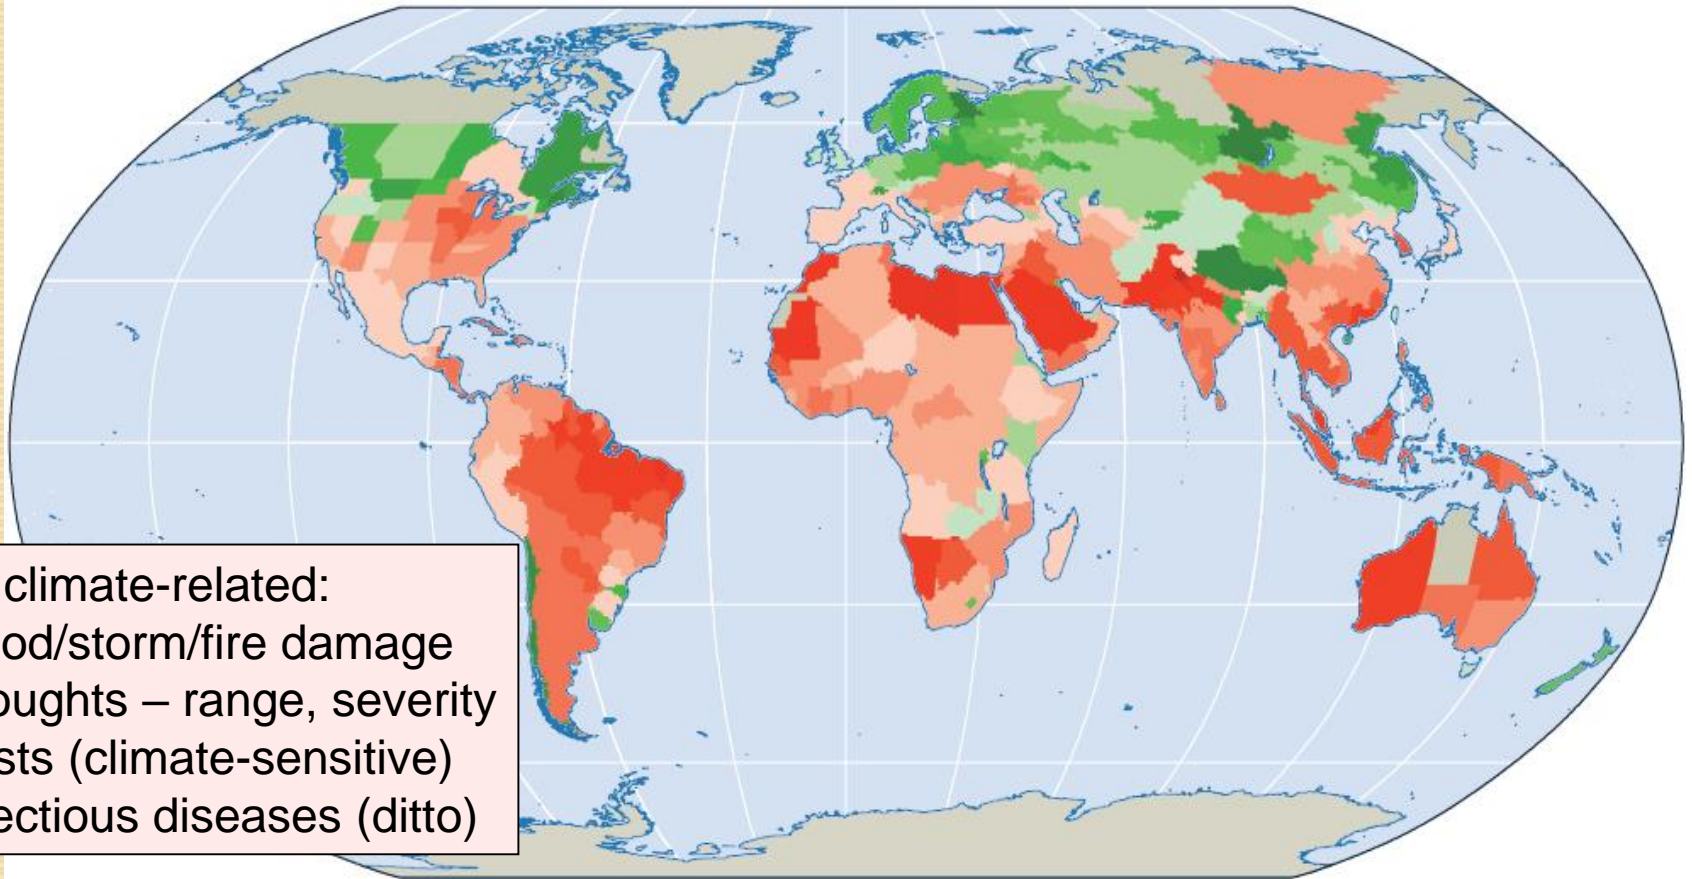 climate-related:
od/storm/fire damage
oughts – range, severity
sts (climate-sensitive)
ectious diseases (ditto)